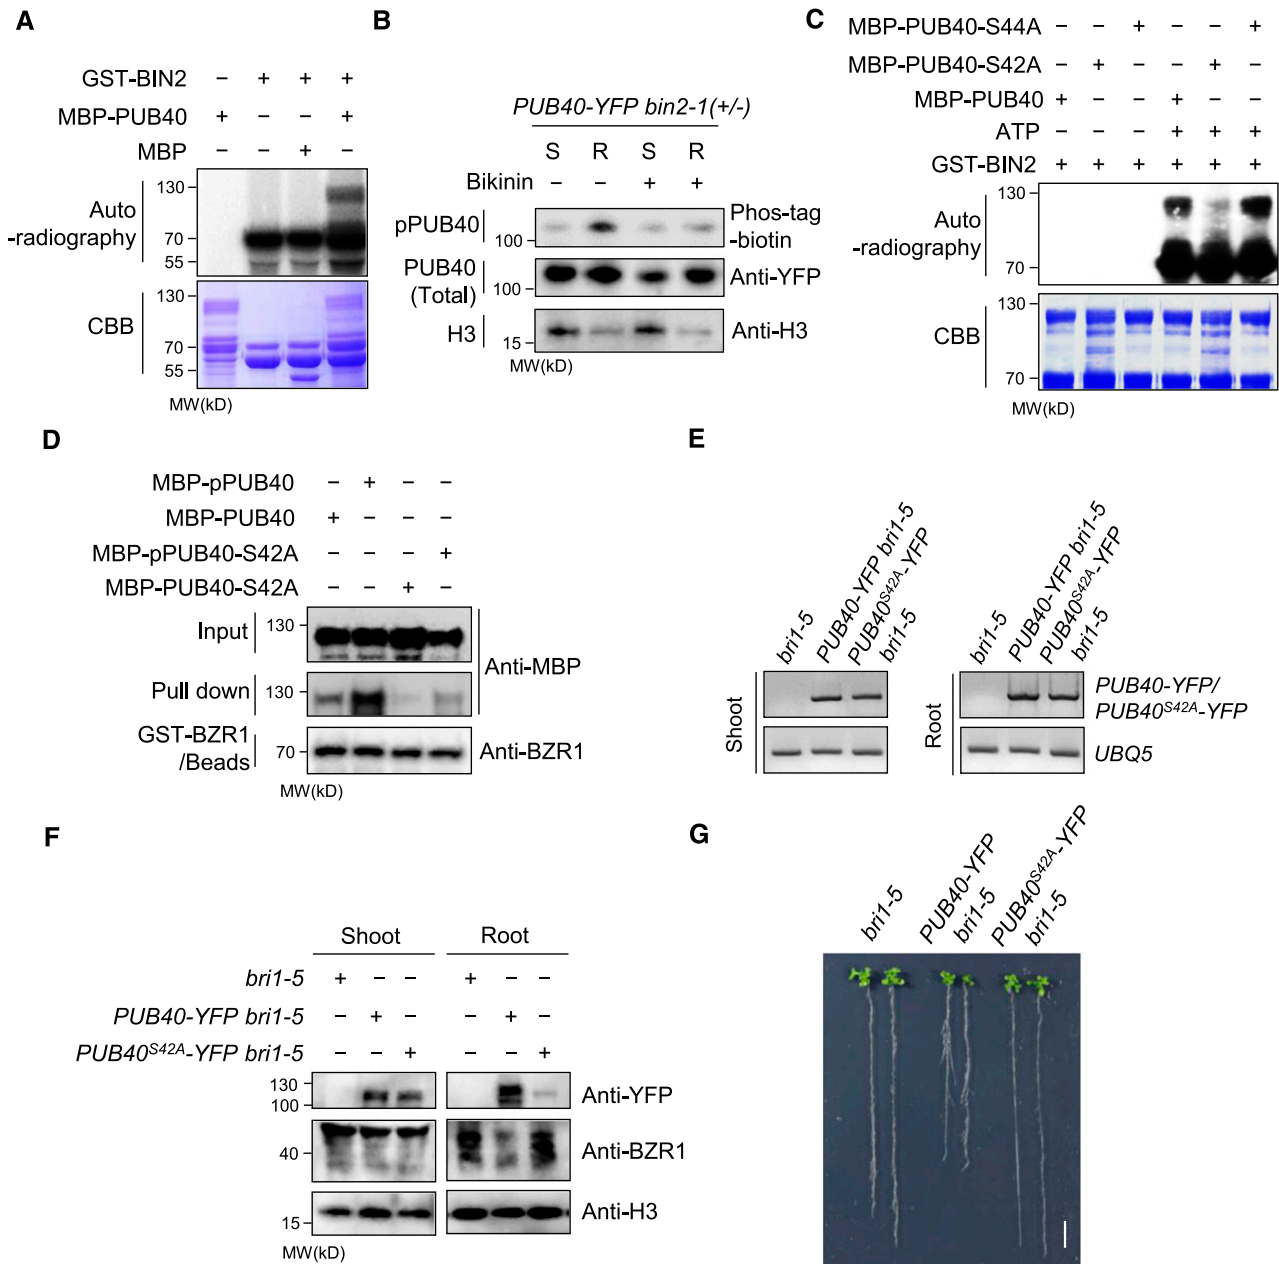 A
GST-BIN2 – + + +
MBP-PUB40 + – – +
MBP – – + –
130
Auto
-radiography
70
55
130
CBB
70
55
MW(kD)
B
PUB40-YFP bin2-1(+/-)
S R S R
Bikinin – – + +
pPUB40
100
Phos-tag
-biotin
PUB40
(Total)
100
Anti-YFP
H3
15
Anti-H3
MW(kD)
C
MBP-PUB40-S44A – – + – – +
MBP-PUB40-S42A – + – – + –
MBP-PUB40 + – – + – –
ATP – – – + + +
GST-BIN2 + + + + + +
130
Auto
-radiography
70
130
CBB
70
MW(kD)
D
MBP-pPUB40 – + – –
MBP-PUB40 + – – –
MBP-pPUB40-S42A – – – +
MBP-PUB40-S42A – – + –
Input
130
Anti-MBP
Pull down
130
GST-BZR1
/Beads
70
Anti-BZR1
MW(kD)
E
bri1-5
PUB40-YFP bri1-5
PUB40S42A-YFP
bri1-5
bri1-5
PUB40-YFP bri1-5
PUB40S42A-YFP
bri1-5
Shoot
Root
PUB40-YFP/
PUB40S42A-YFP
UBQ5
F
Shoot Root
bri1-5 + – – + – –
PUB40-YFP bri1-5 – + – – + –
PUB40S42A-YFP bri1-5 – – + – – +
130
100
Anti-YFP
40
Anti-BZR1
15
Anti-H3
MW(kD)
G
bri1-5
PUB40-YFP
bri1-5
PUB40S42A-YFP
bri1-5